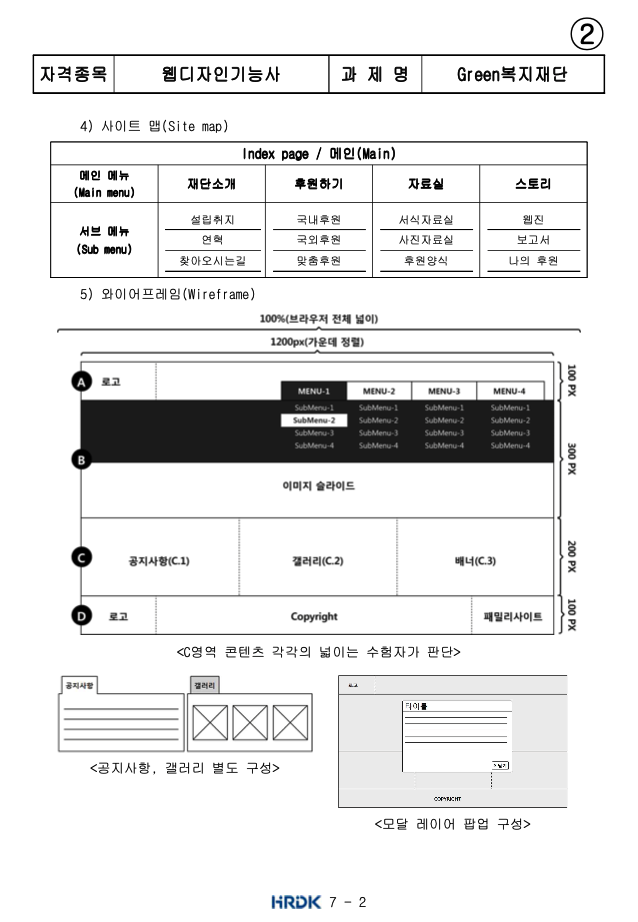 ②
자격종목 웹디자인기능사 과 제 명 Green복지재단
4) 사이트 맵(Site map)
Index page / 메인(Main)
메인 메뉴 (Main menu) 재단소개 후원하기 자료실 스토리
서브 메뉴 (Sub menu) 설립취지 국내후원 서식자료실 웹진
연혁 국외후원 사진자료실 보고서
찾아오시는길 맞춤후원 후원양식 나의 후원
5) 와이어프레임(Wireframe)
100%(브라우저 전체 넓이)
1200px(가운데 정렬)
A 로고 100 PX
MENU-1 MENU-2 MENU-3 MENU-4
SubMenu-1 SubMenu-1 SubMenu-1 SubMenu-1
SubMenu-2 SubMenu-2 SubMenu-2 SubMenu-2
SubMenu-3 SubMenu-3 SubMenu-3 SubMenu-3
SubMenu-4 SubMenu-4 SubMenu-4 SubMenu-4
B 300 PX
이미지 슬라이드
C 공지사항(C.1) 갤러리(C.2) 배너(C.3) 200 PX
D 로고 Copyright 패밀리사이트 100 PX
<C영역 콘텐츠 각각의 넓이는 수험자가 판단>
공지사항 갤러리
<공지사항, 갤러리 별도 구성>
로고
타이틀
COPYRIGHT
<모달 레이어 팝업 구성>
HRDK 7 - 2